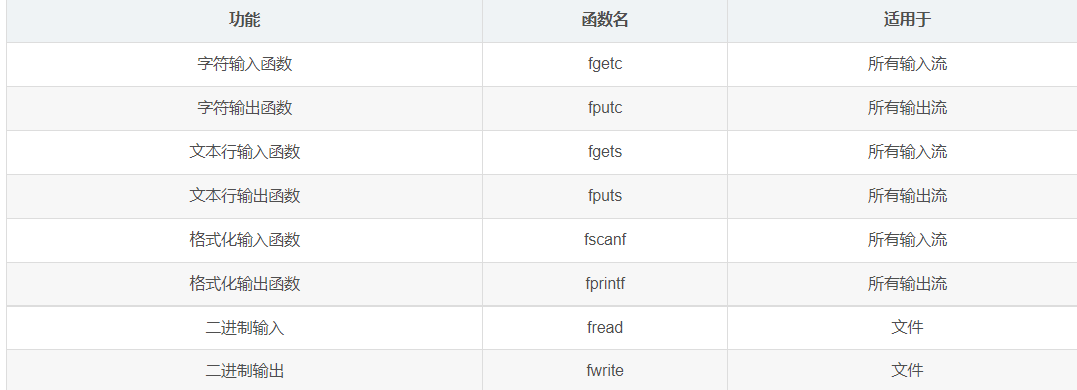 功能 函数名 适用于
字符输入函数 fgetc 所有输入流
字符输出函数 fputc 所有输出流
文本行输入函数 fgets 所有输入流
文本行输出函数 fputs 所有输出流
格式化输入函数 fscanf 所有输入流
格式化输出函数 fprintf 所有输出流
二进制输入 fread 文件
二进制输出 fwrite 文件